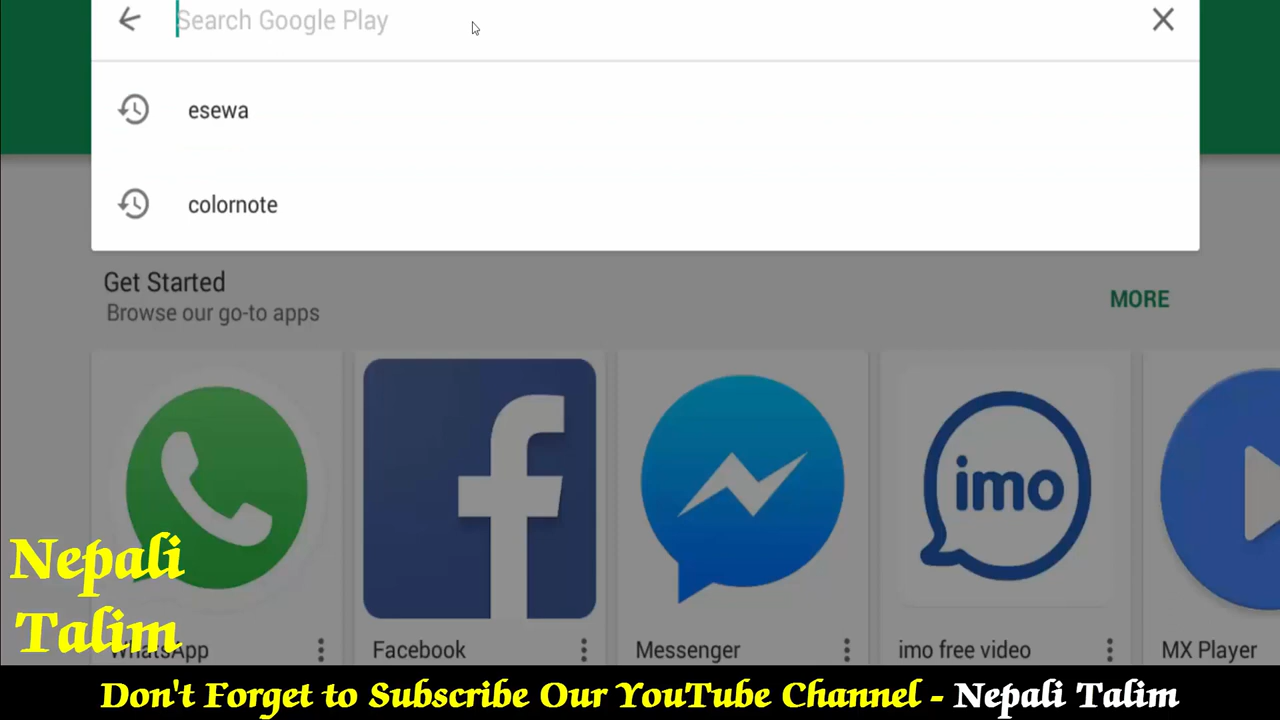 Search Google Play
esewa
colornote
Get Started
Browse our go-to apps
MORE
imo
Nepali
Talim
WhatsApp
Facebook
Messenger
imo free video
MX Player
Don't Forget to Subscribe Our YouTube Channel - Nepali Talim